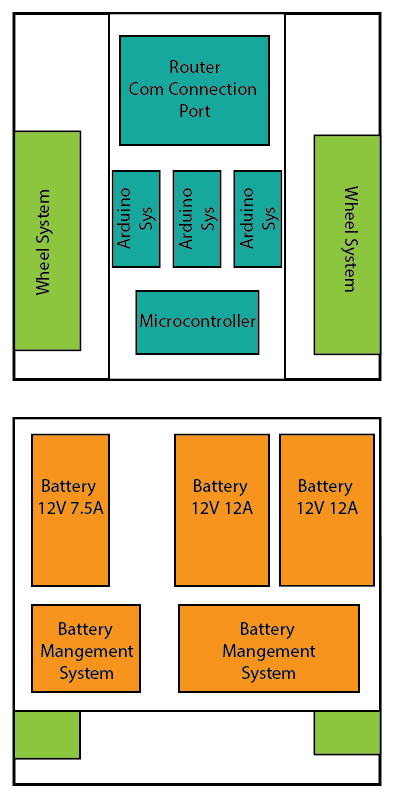 Router
Com Connection
Port
Wheel System
Arduino
Sys
Arduino
Sys
Arduino
Sys
Wheel System
Microcontroller
Battery
12V 7.5A
Battery
12V 12A
Battery
12V 12A
Battery
Mangement
System
Battery
Mangement
System